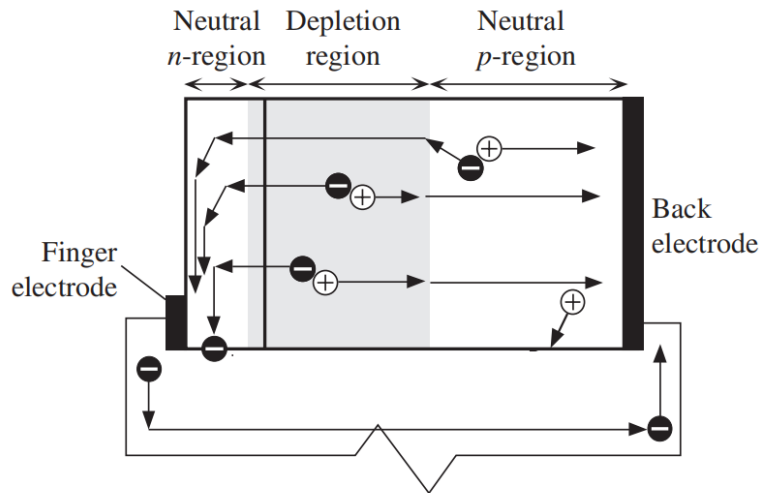 Neutral
n-region
Depletion
region
Neutral
p-region
Finger
electrode
Back
electrode